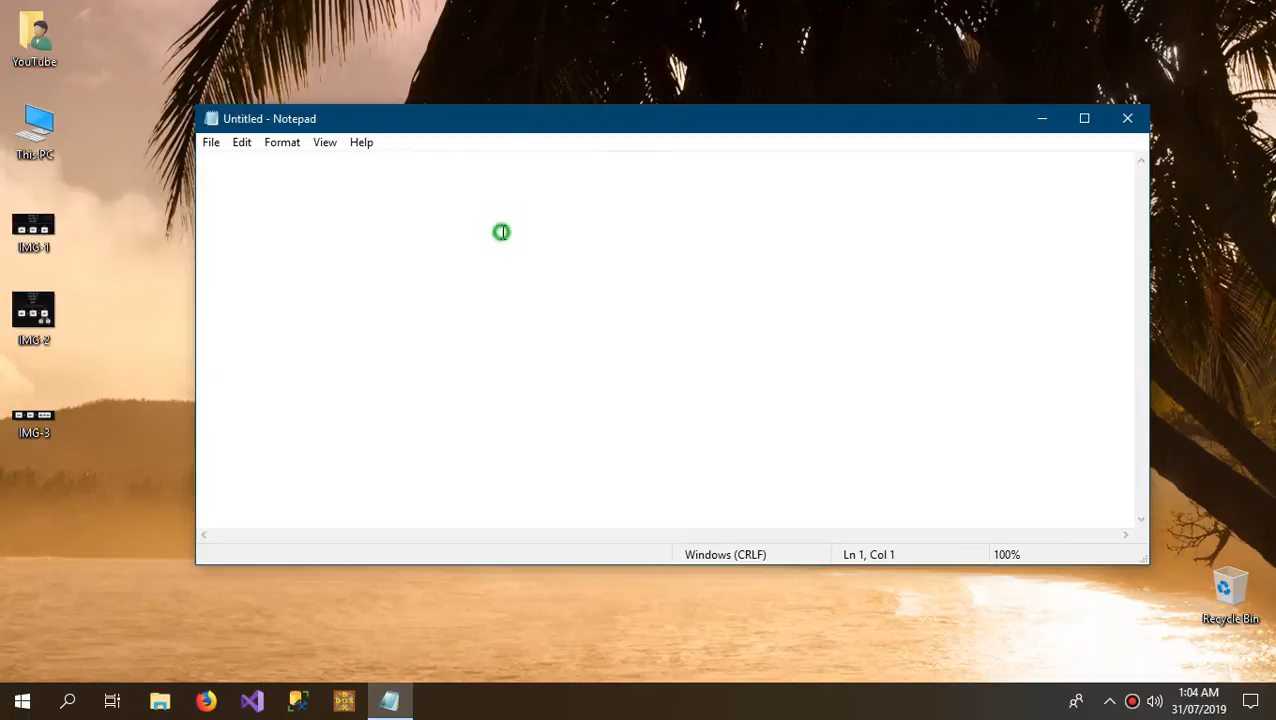 YouTube
This PC
IMG-1
IMG-2
IMG-3
Untitled - Notepad
File Edit Format View Help
Windows (CRLF) Ln 1, Col 1 100%
Recycle Bin
DOS
1:04 AM
31/07/2019